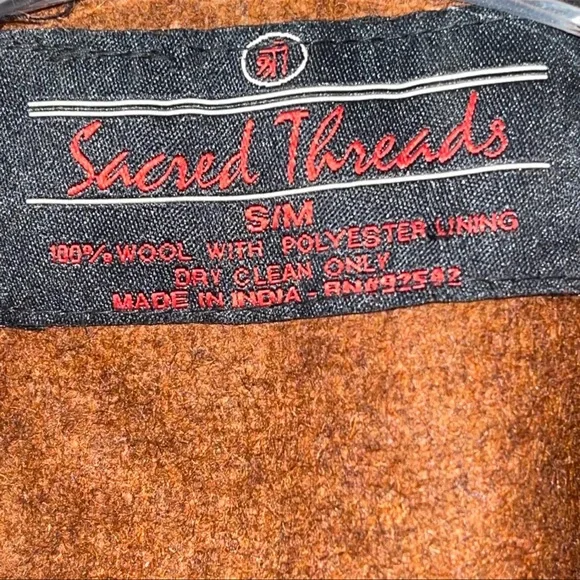 श्री
Sacred Threads
S/M
100% WOOL WITH POLYESTER LINING
DRY CLEAN ONLY
MADE IN INDIA - RN#92542